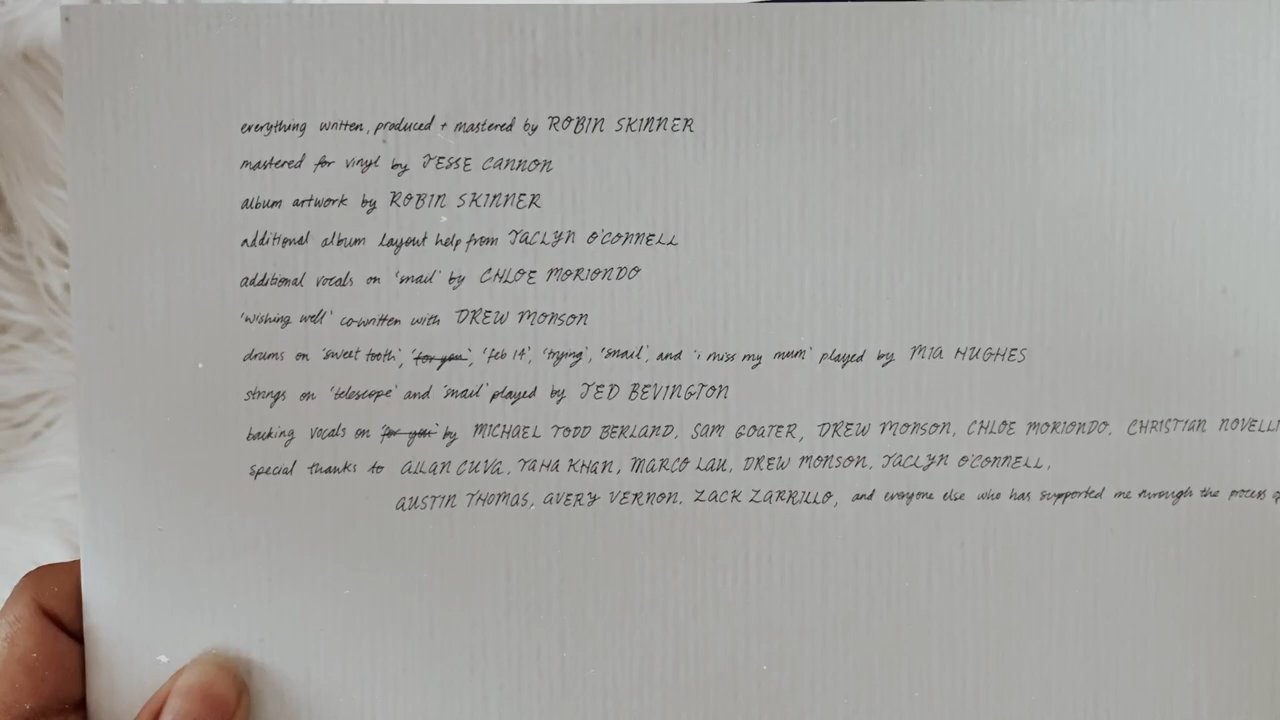 everything written, produced + mastered by ROBIN SKINNER
mastered for vinyl by JESSE CANNON
album artwork by ROBIN SKINNER
additional album layout help from JACLYN O'CONNELL
additional vocals on 'snail' by CHLOE MORIONDO
'wishing well' co-written with DREW MONSON
drums on 'sweet tooth', 'for you', 'feb 14', 'trying', 'snail', and 'i miss my mum' played by MIA HUGHES
strings on 'telescope' and 'snail' played by TED BEVINGTON
backing vocals on 'for you' by MICHAEL TODD BERLAND, SAM GOATER, DREW MONSON, CHLOE MORIONDO, CHRISTIAN
special thanks to ALLAN CUVA, TAHA KHAN, MARCO LAU, DREW MONSON, JACLYN O'CONNELL,
AUSTIN THOMAS, AVERY VERNON, ZACK ZARRILLO, and everyone else who has supported me through the process